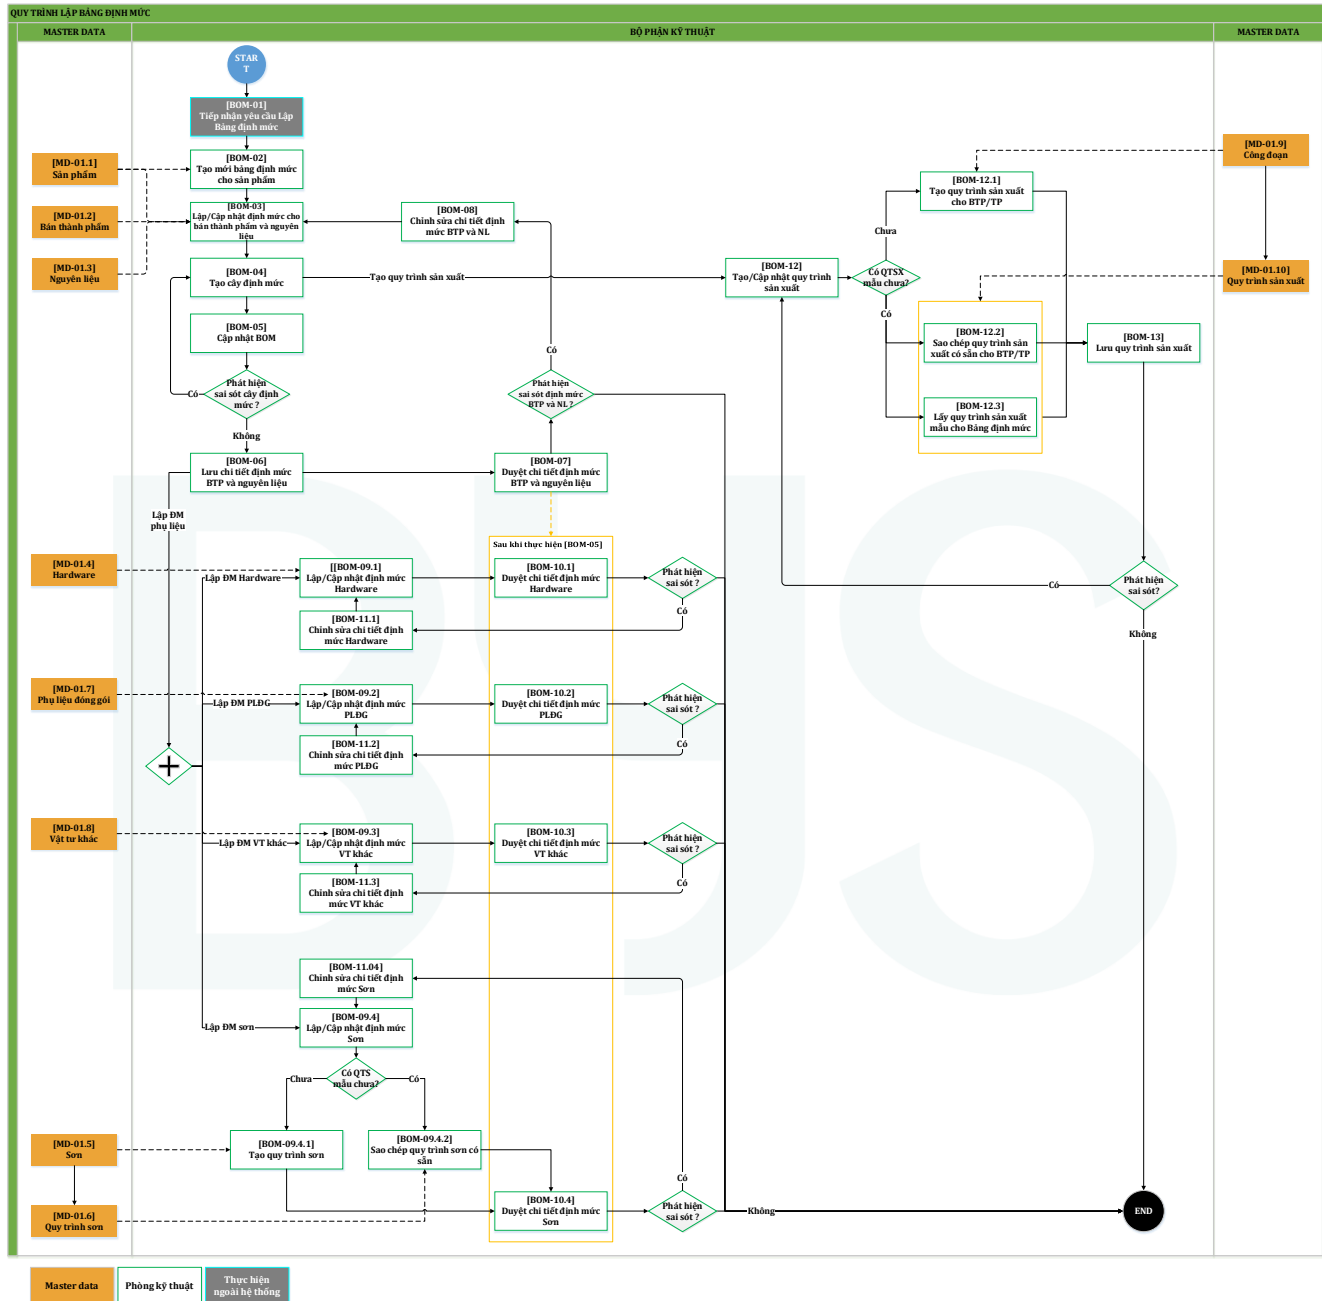 QUY TRÌNH LẬP BẢNG ĐỊNH MỨC
MASTER DATA
BỘ PHẬN KỸ THUẬT
MASTER DATA
STAR
T
[BOM-01]
Tiếp nhận yêu cầu Lập
Bảng định mức
[MD-01.1]
Sản phẩm
[BOM-02]
Tạo mới bảng định mức
cho sản phẩm
[MD-01.9]
Công đoạn
[BOM-12.1]
Tạo quy trình sản xuất
cho BTP/TP
[MD-01.2]
Bán thành phẩm
[BOM-03]
Lập/Cập nhật định mức cho
bán thành phẩm và nguyên
liệu
[BOM-08]
Chỉnh sửa chi tiết định
mức BTP và NL
Chưa
[MD-01.3]
Nguyên liệu
[BOM-04]
Tạo cây định mức
Tạo quy trình sản xuất
[BOM-12]
Tạo/Cập nhật quy trình
sản xuất
Có QTSX
mẫu chưa?
[MD-01.10]
Quy trình sản xuất
Có
[BOM-05]
Cập nhật BOM
[BOM-12.2]
Sao chép quy trình sản
xuất có sẵn cho BTP/TP
[BOM-13]
Lưu quy trình sản xuất
Có
Có
Phát hiện
sai sót cây định
mức ?
Phát hiện
sai sót định mức
BTP và NL ?
[BOM-12.3]
Lấy quy trình sản xuất
mẫu cho Bảng định mức
Không
[BOM-06]
Lưu chi tiết định mức
BTP và nguyên liệu
[BOM-07]
Duyệt chi tiết định mức
BTP và nguyên liệu
Lập ĐM
phụ liệu
Sau khi thực hiện [BOM-05]
[MD-01.4]
Hardware
Lập ĐM Hardware
[[BOM-09.1]
Lập/Cập nhật định mức
Hardware
[BOM-10.1]
Duyệt chi tiết định mức
Hardware
Phát hiện
sai sót ?
Có
Phát hiện
sai sót?
Có
[BOM-11.1]
Chỉnh sửa chi tiết định
mức Hardware
Không
[MD-01.7]
Phụ liệu đóng gói
Lập ĐM PLĐG
[BOM-09.2]
Lập/Cập nhật định mức
PLĐG
[BOM-10.2]
Duyệt chi tiết định mức
PLĐG
Phát hiện
sai sót ?
Có
[BOM-11.2]
Chỉnh sửa chi tiết định
mức PLĐG
[MD-01.8]
Vật tư khác
Lập ĐM VT khác
[BOM-09.3]
Lập/Cập nhật định mức
VT khác
[BOM-10.3]
Duyệt chi tiết định mức
VT khác
Phát hiện
sai sót ?
Có
[BOM-11.3]
Chỉnh sửa chi tiết định
mức VT khác
[BOM-11.04]
Chỉnh sửa chi tiết định
mức Sơn
Lập ĐM sơn
[BOM-09.4]
Lập/Cập nhật định mức
Sơn
Chưa
Có QTS
mẫu chưa?
Có
[MD-01.5]
Sơn
[BOM-09.4.1]
Tạo quy trình sơn
[BOM-09.4.2]
Sao chép quy trình sơn có
sẵn
Có
[MD-01.6]
Quy trình sơn
[BOM-10.4]
Duyệt chi tiết định mức
Sơn
Phát hiện
sai sót ?
Không
END
Master data
Phòng kỹ thuật
Thực hiện
ngoài hệ thống
BJS